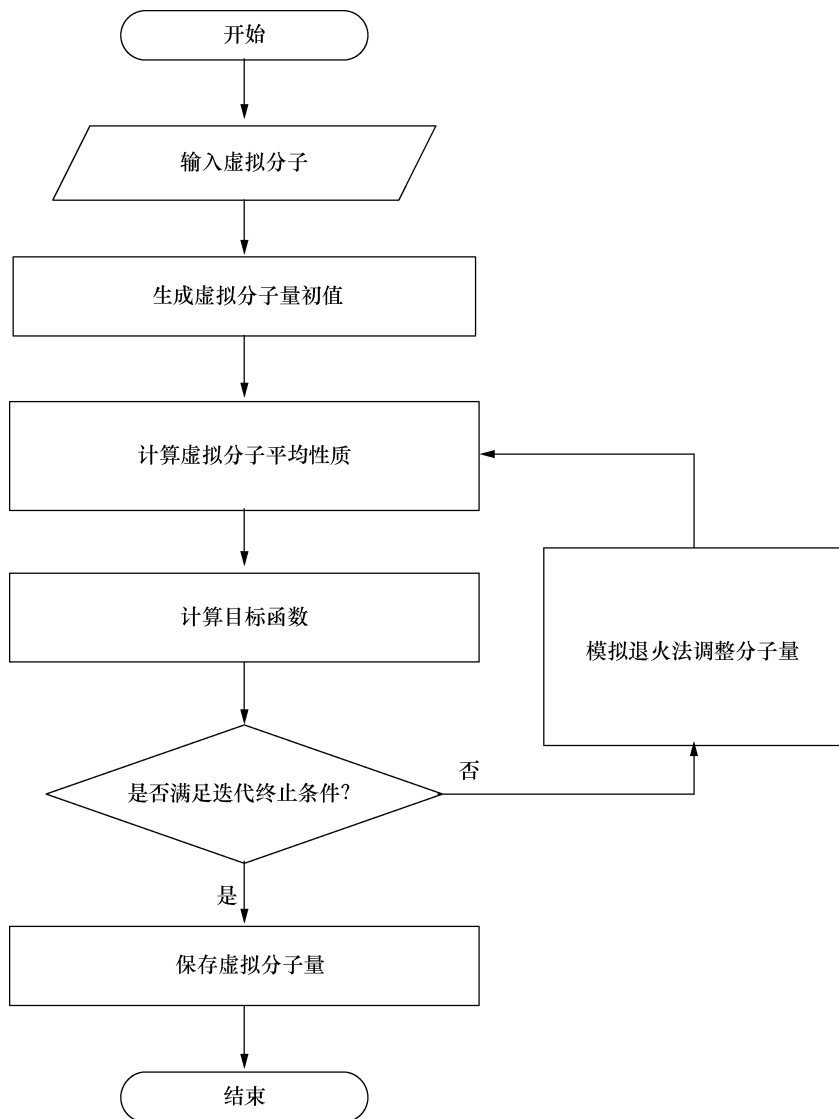 开始
输入虚拟分子
生成虚拟分子量初值
计算虚拟分子平均性质
计算目标函数
模拟退火法调整分子量
是否满足迭代终止条件?
否
是
保存虚拟分子量
结束